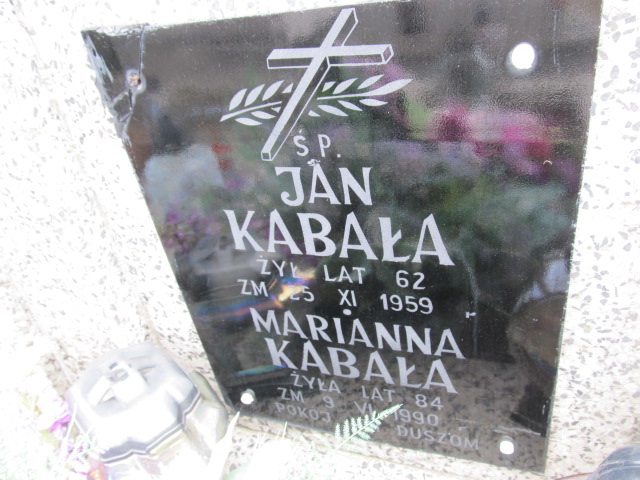 Ś.P.
JAN
KABAŁA
ŻYŁ LAT 62
ZM 25 XI 1959
MARIANNA
KABAŁA
ŻYŁA LAT 84
ZM 9 1990
POKÓJ DUSZOM